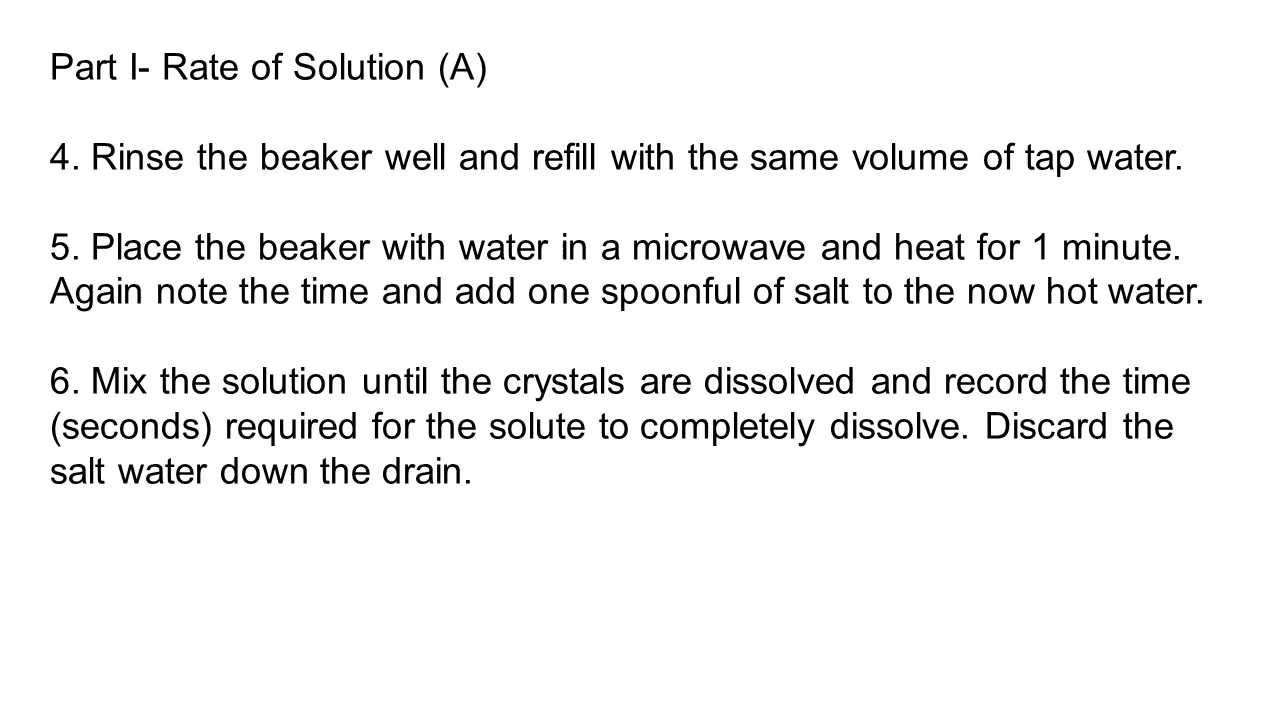 Part I- Rate of Solution (A)
4. Rinse the beaker well and refill with the same volume of tap water.
5. Place the beaker with water in a microwave and heat for 1 minute.
Again note the time and add one spoonful of salt to the now hot water.
6. Mix the solution until the crystals are dissolved and record the time
(seconds) required for the solute to completely dissolve. Discard the
salt water down the drain.